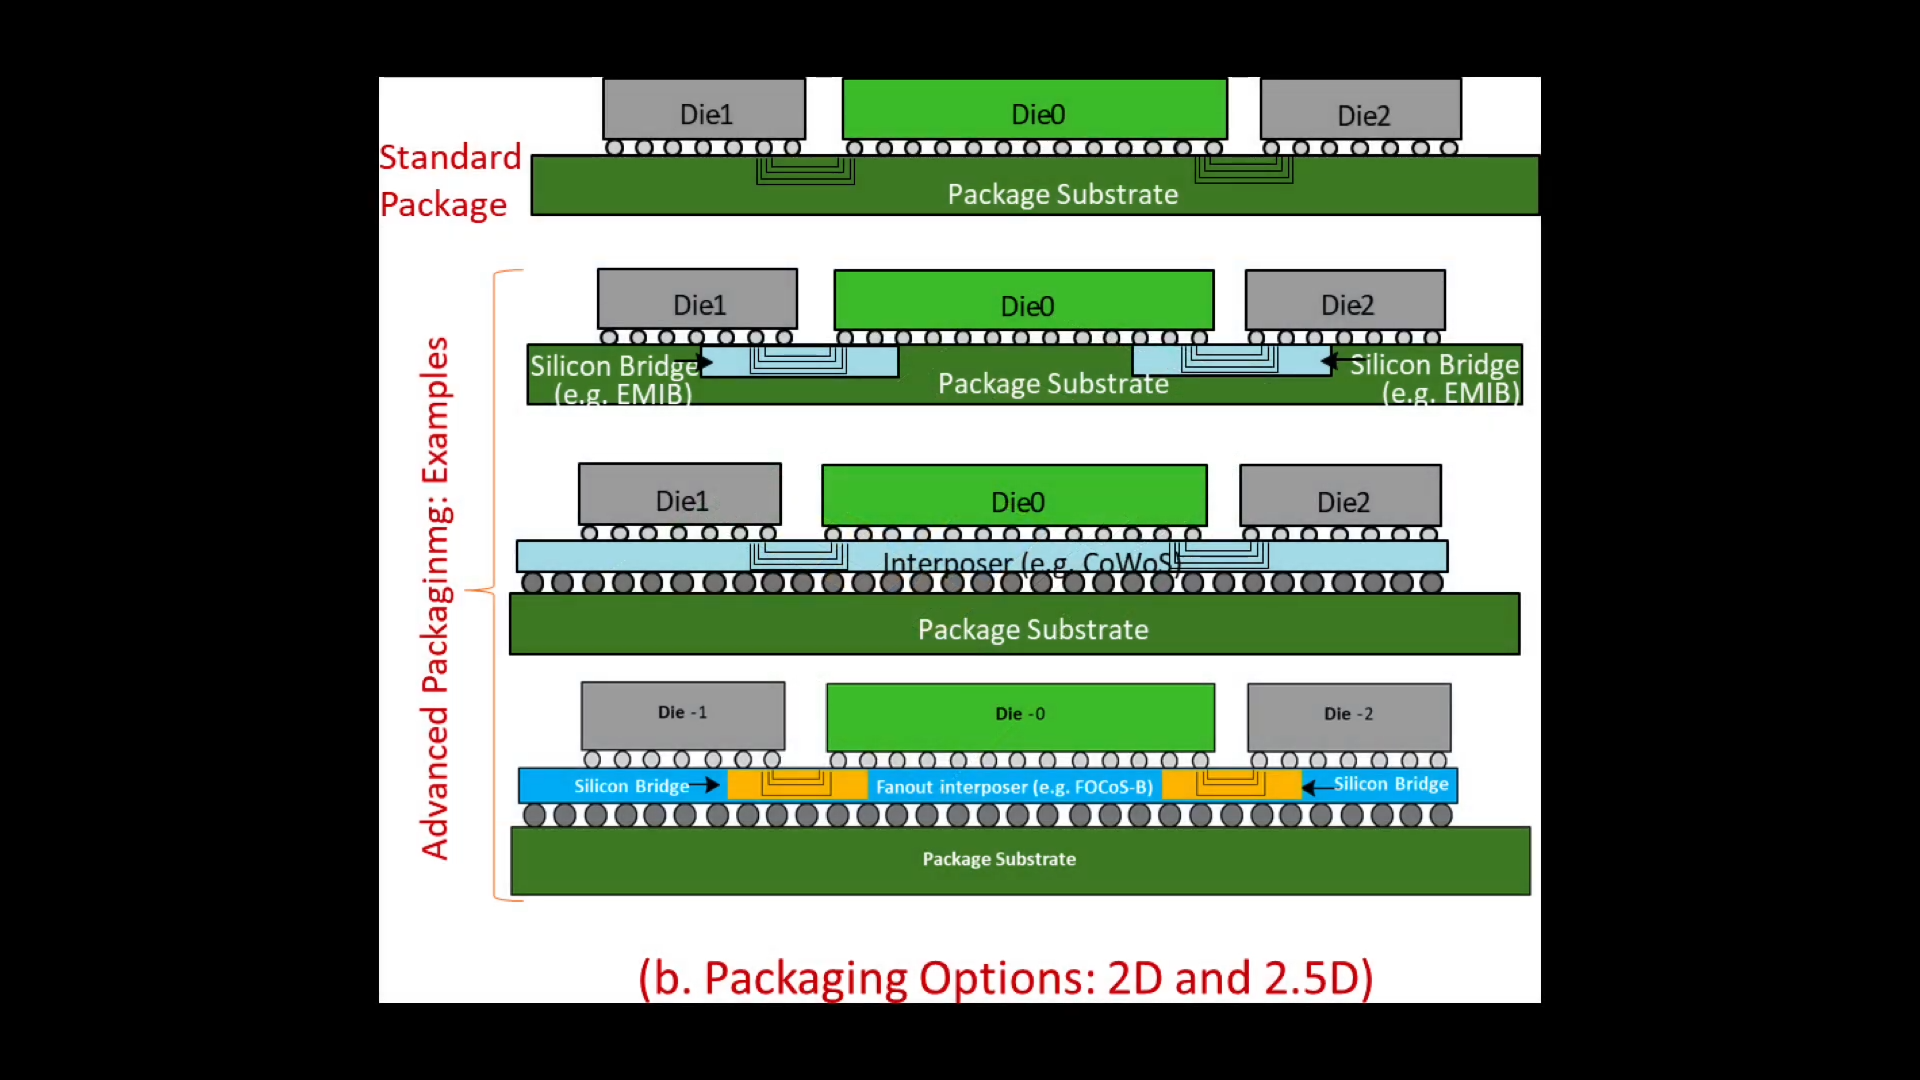 Die1
Die0
Die2
Standard
Package
Package Substrate
Die1
Die0
Die2
Silicon Bridge
(e.g. EMIB)
Package Substrate
Silicon Bridge
(e.g. EMIB)
Advanced Packaginmg: Examples
Die1
Die0
Die2
Interposer (e.g. CoWoS)
Package Substrate
Die -1
Die -0
Die -2
Silicon Bridge
Fanout interposer (e.g. FOCoS-B)
Silicon Bridge
Package Substrate
(b. Packaging Options: 2D and 2.5D)